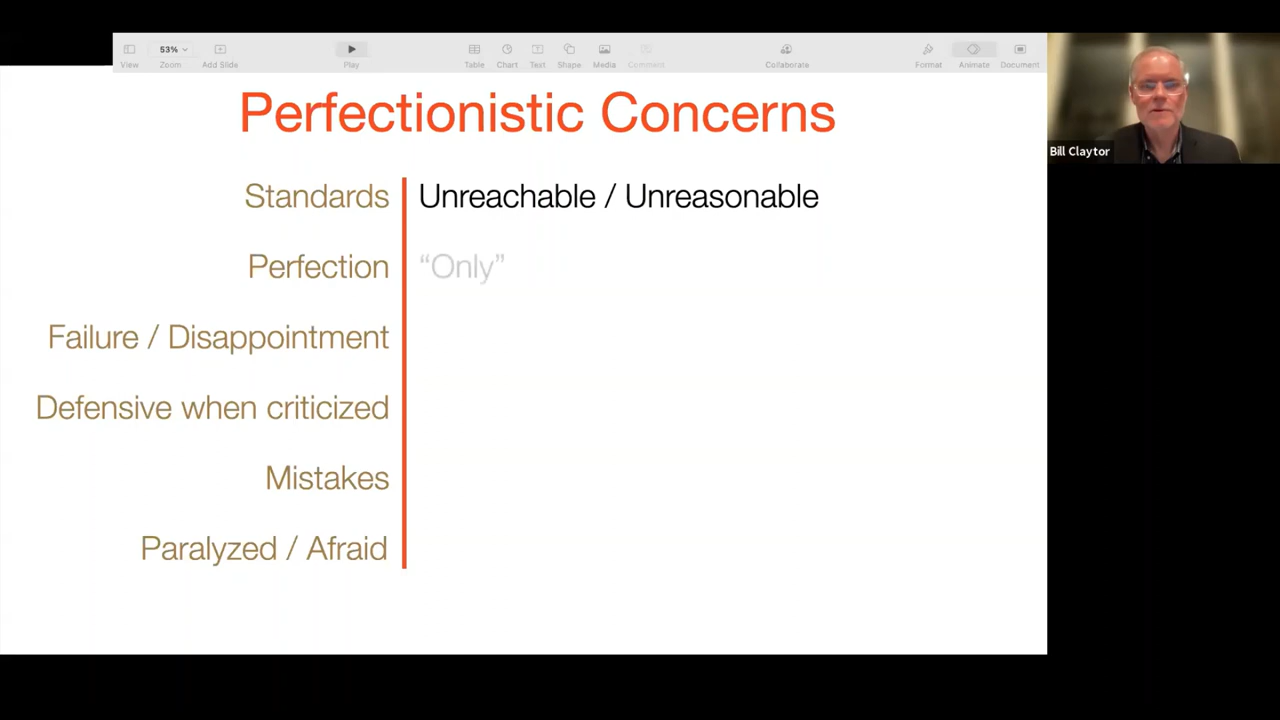 53%
View Zoom Add Slide Play Table Chart Text Shape Media Comment Collaborate Format Animate Document
Perfectionistic Concerns
Bill Claytor
Standards Unreachable / Unreasonable
Perfection “Only”
Failure / Disappointment
Defensive when criticized
Mistakes
Paralyzed / Afraid